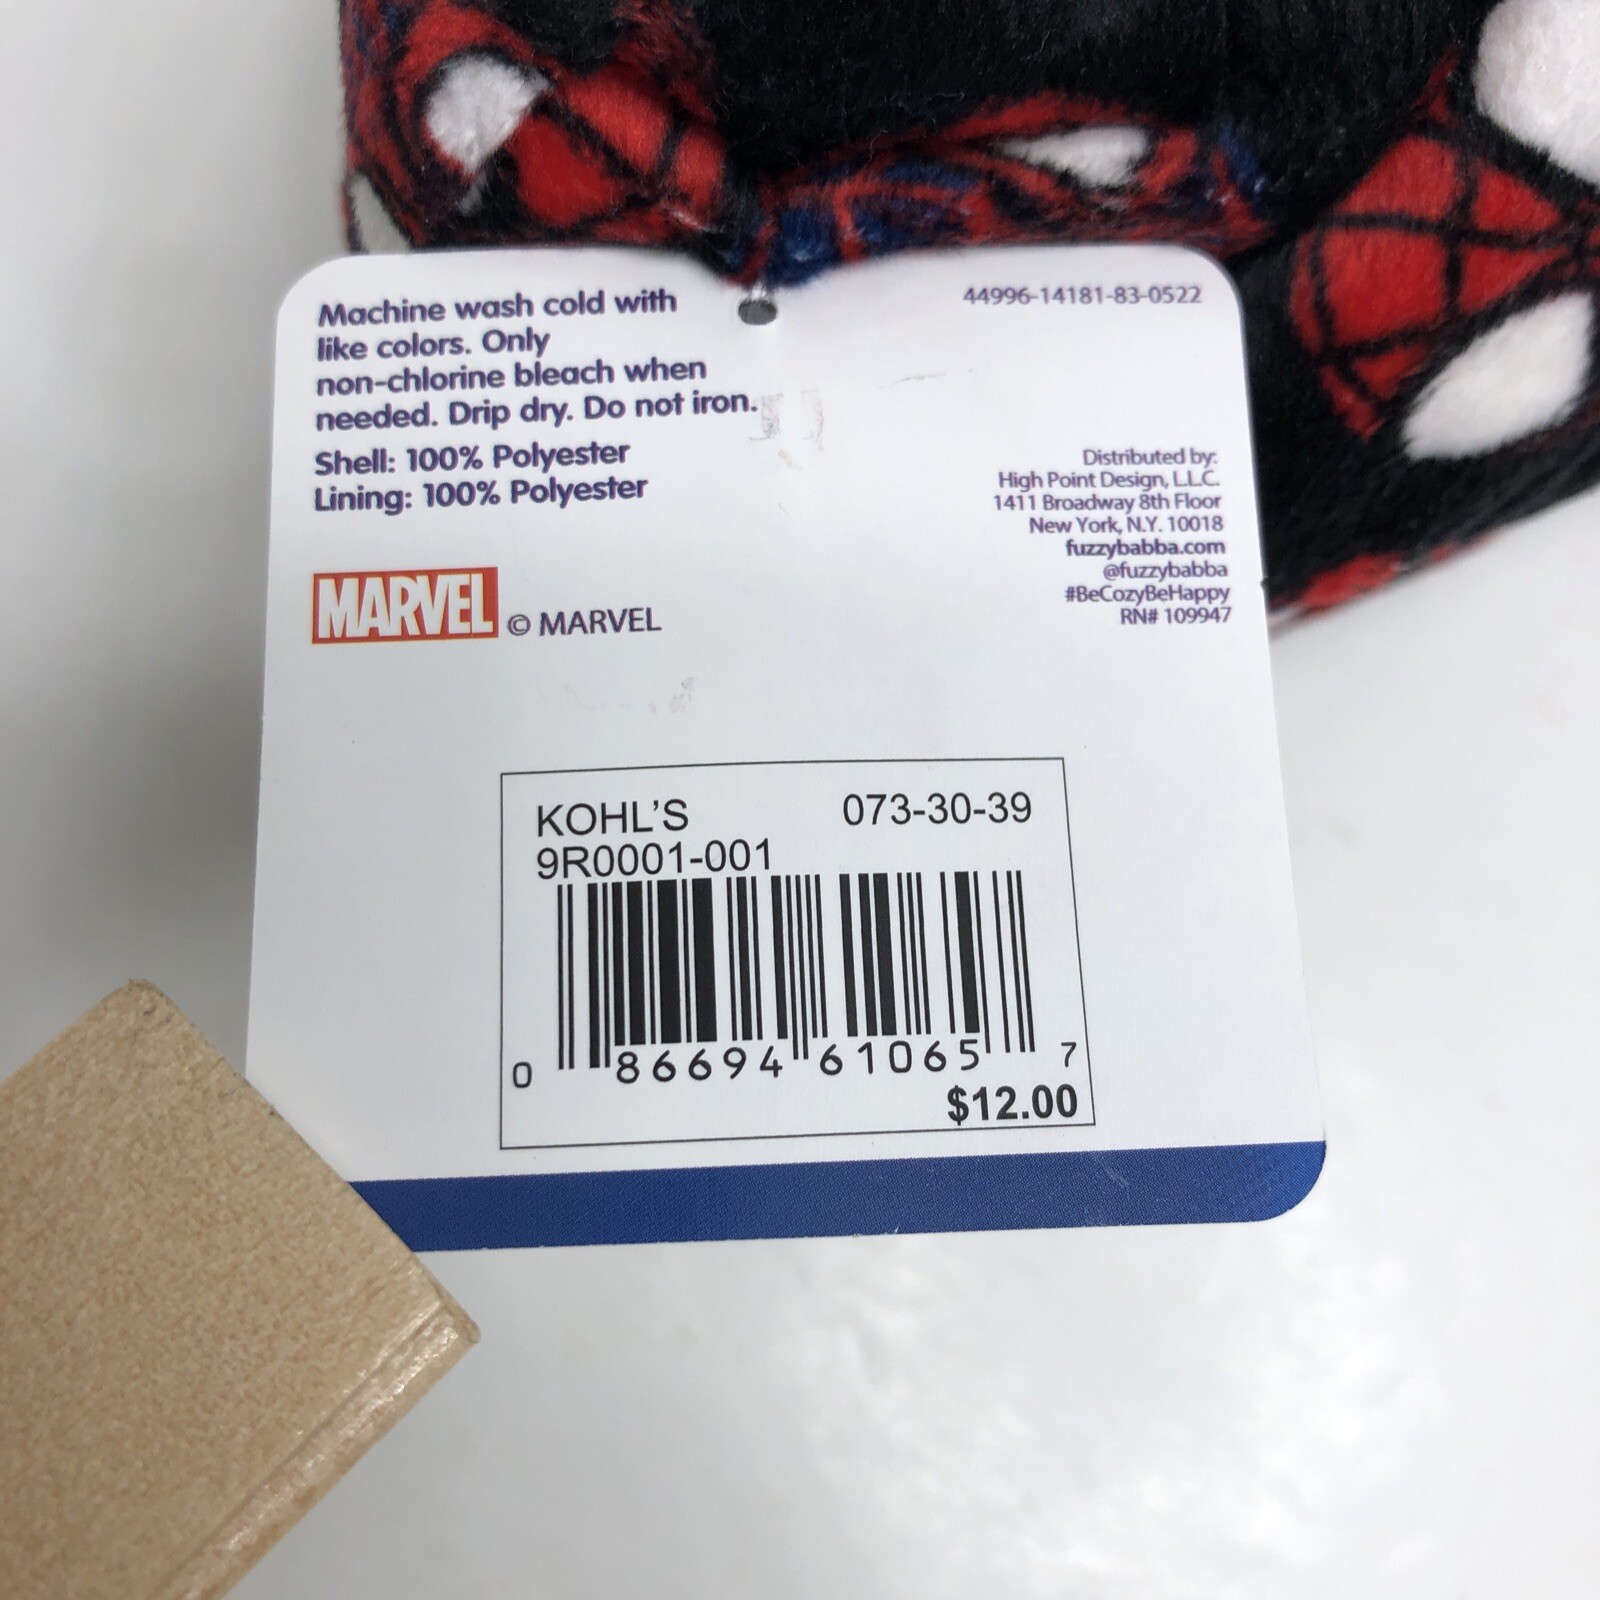 Machine wash cold with
like colors. Only
non-chlorine bleach when
needed. Drip dry. Do not iron.
Shell: 100% Polyester
Lining: 100% Polyester
MARVEL © MARVEL
44996-14181-83-0522
Distributed by:
High Point Design, L.L.C.
1411 Broadway 8th Floor
New York, N.Y. 10018
fuzzybabba.com
@fuzzybabba
#BeCozyBeHappy
RN# 109947
KOHL'S 073-30-39
9R0001-001
0 86694 61065 7
$12.00